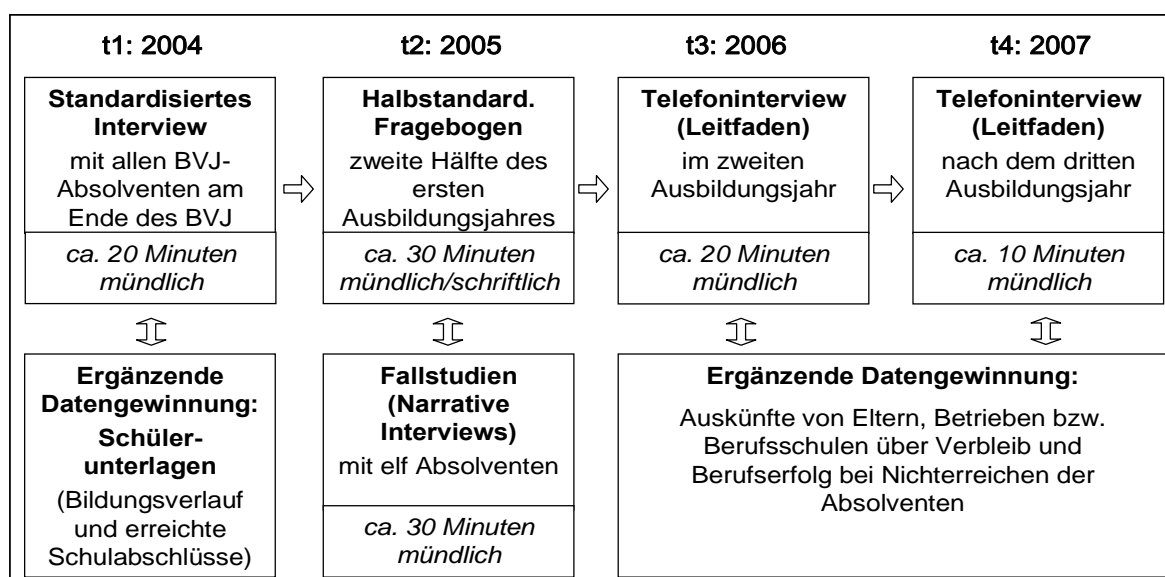 t1: 2004
Standardisiertes
Interview
mit allen BVJ-
Absolventen am
Ende des BVJ
ca. 20 Minuten
mündlich
t2: 2005
Halbstandard.
Fragebogen
zweite Hälfte des
ersten
Ausbildungsjahres
ca. 30 Minuten
mündlich/schriftlich
t3: 2006
Telefoninterview
(Leitfaden)
im zweiten
Ausbildungsjahr
ca. 20 Minuten
mündlich
t4: 2007
Telefoninterview
(Leitfaden)
nach dem dritten
Ausbildungsjahr
ca. 10 Minuten
mündlich
Ergänzende
Datengewinnung:
Schüler-
unterlagen
(Bildungsverlauf
und erreichte
Schulabschlüsse)
Fallstudien
(Narrative
Interviews)
mit elf Absolventen
ca. 30 Minuten
mündlich
Ergänzende Datengewinnung:
Auskünfte von Eltern, Betrieben bzw.
Berufsschulen über Verbleib und
Berufserfolg bei Nichterreichen der
Absolventen